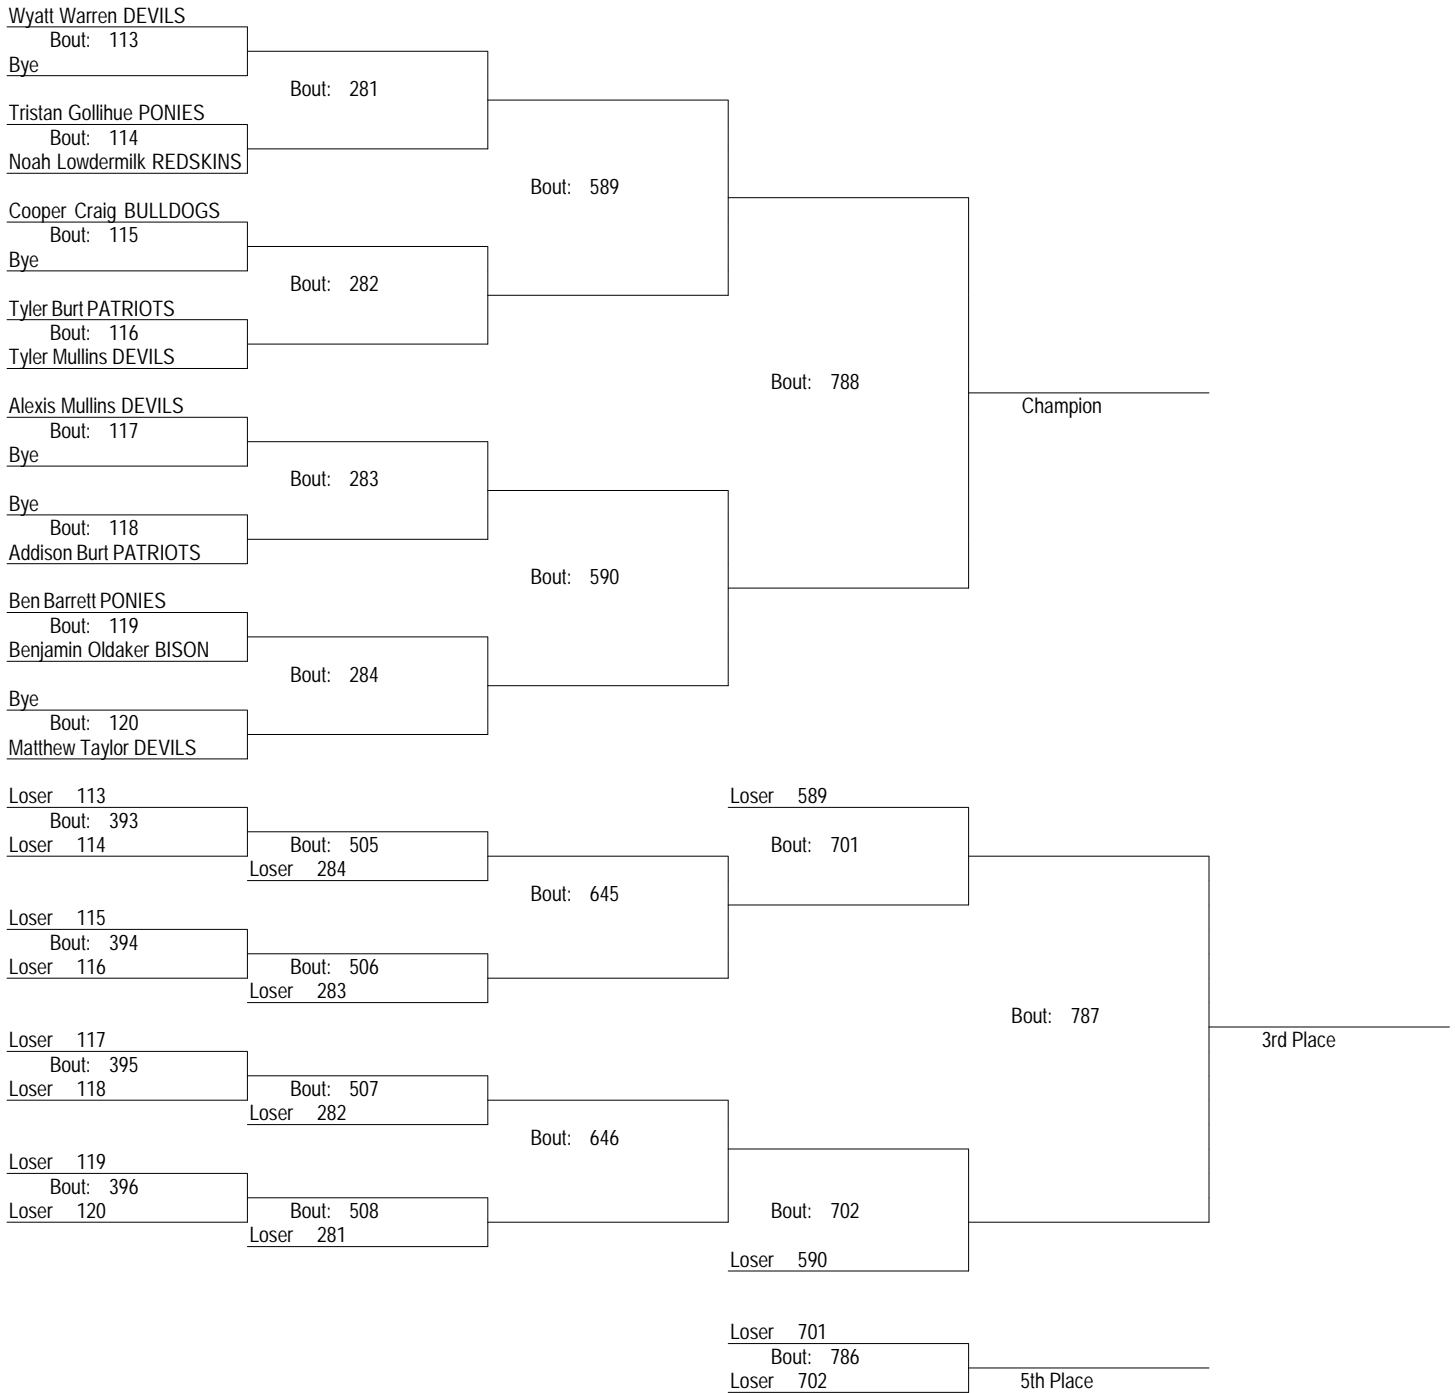 Wyatt Warren DEVILS
Bout: 113
Bye
Bout: 281
Tristan Gollihue PONIES
Bout: 114
Noah Lowdermilk REDSKINS
Bout: 589
Cooper Craig BULLDOGS
Bout: 115
Bye
Bout: 282
Tyler Burt PATRIOTS
Bout: 116
Tyler Mullins DEVILS
Bout: 788
Champion
Alexis Mullins DEVILS
Bout: 117
Bye
Bout: 283
Bye
Bout: 118
Addison Burt PATRIOTS
Bout: 590
Ben Barrett PONIES
Bout: 119
Benjamin Oldaker BISON
Bout: 284
Bye
Bout: 120
Matthew Taylor DEVILS
Loser 113
Bout: 393
Loser 114
Bout: 505
Loser 284
Loser 589
Bout: 701
Bout: 645
Loser 115
Bout: 394
Loser 116
Bout: 506
Loser 283
Bout: 787
3rd Place
Loser 117
Bout: 395
Loser 118
Bout: 507
Loser 282
Bout: 646
Loser 119
Bout: 396
Loser 120
Bout: 508
Loser 281
Bout: 702
Loser 590
Loser 701
Bout: 786
Loser 702
5th Place